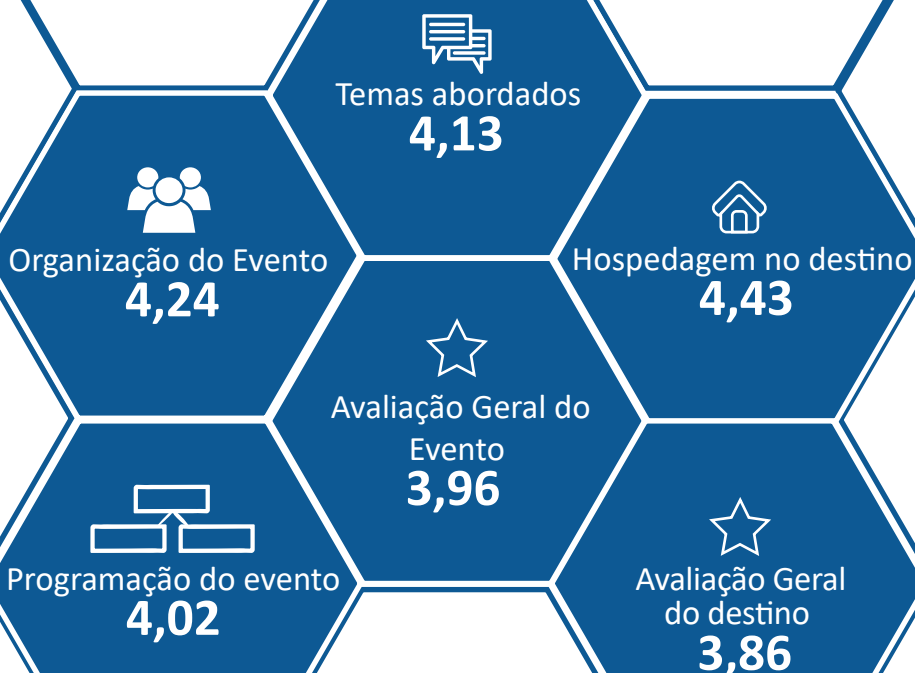 Temas abordados
4,13
Organização do Evento
4,24
Hospedagem no destino
4,43
Avaliação Geral do
Evento
3,96
Programação do evento
4,02
Avaliação Geral
do destino
3,86